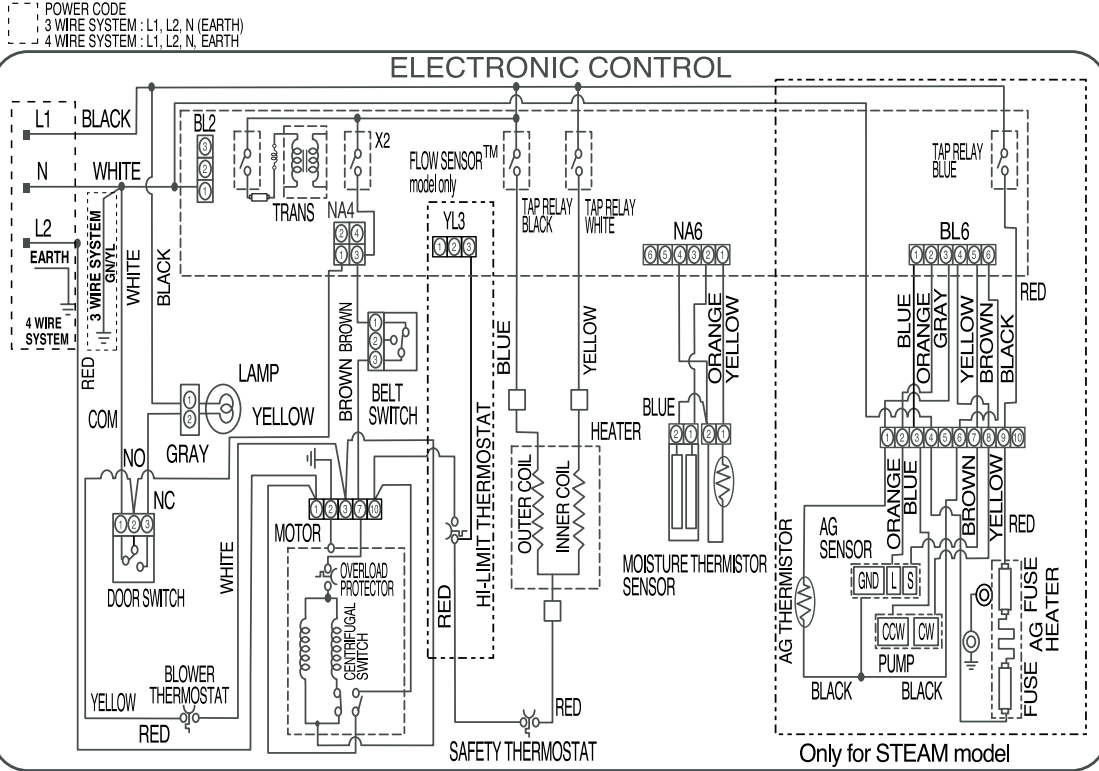 POWER CODE
3 WIRE SYSTEM : L1, L2, N (EARTH)
4 WIRE SYSTEM : L1, L2, N, EARTH
ELECTRONIC CONTROL
L1
BLACK
N
WHITE
L2
EARTH
4 WIRE
SYSTEM
3 WIRE SYSTEM
GN/YL
WHITE
BLACK
RED
COM
BL2
3
2
1
TRANS
X2
NA4
2 4
1 3
FLOW SENSOR™
model only
YL3
1 2 3
TAP RELAY
BLACK
TAP RELAY
WHITE
NA6
6 5 4 3 2 1
TAP RELAY
BLUE
BL6
1 2 3 4 5 6
RED
BROWN
BROWN
1
2
3
BELT
SWITCH
BLUE
YELLOW
ORANGE
YELLOW
BLUE
ORANGE
GRAY
YELLOW
BROWN
BLACK
LAMP
1
2
YELLOW
GRAY
NO
NC
1 2 3
DOOR SWITCH
WHITE
MOTOR
1 2 3 7 10
OVERLOAD
PROTECTOR
CENTRIFUGAL
SWITCH
HI-LIMIT THERMOSTAT
RED
HEATER
OUTER COIL
INNER COIL
BLUE
2 1 2 1
MOISTURE
SENSOR
THERMISTOR
1 2 3 4 5 6 7 8 9 10
ORANGE
BLUE
BROWN
YELLOW
RED
AG THERMISTOR
AG
SENSOR
GND L S
CCW CW
PUMP
BLACK
BLACK
FUSE
FUSE
AG
HEATER
YELLOW
BLOWER
THERMOSTAT
RED
SAFETY THERMOSTAT
RED
Only for STEAM model